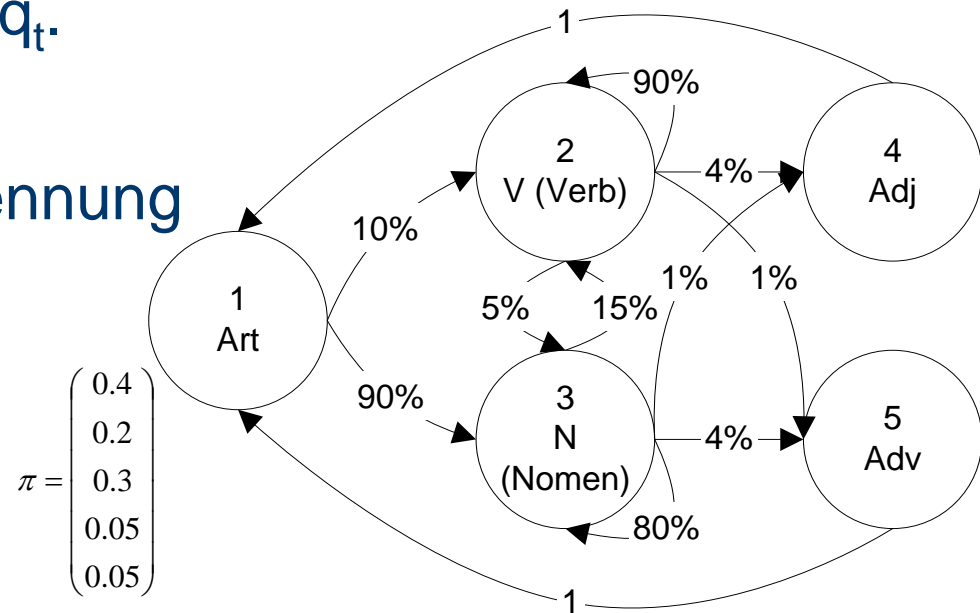 qₜ.
ennung
1
90%
2
V (Verb)
4%
4
Adj
10%
1
Art
5%
15%
1%
1%
90%
3
N
(Nomen)
4%
5
Adv
80%
1
π =
0.4
0.2
0.3
0.05
0.05